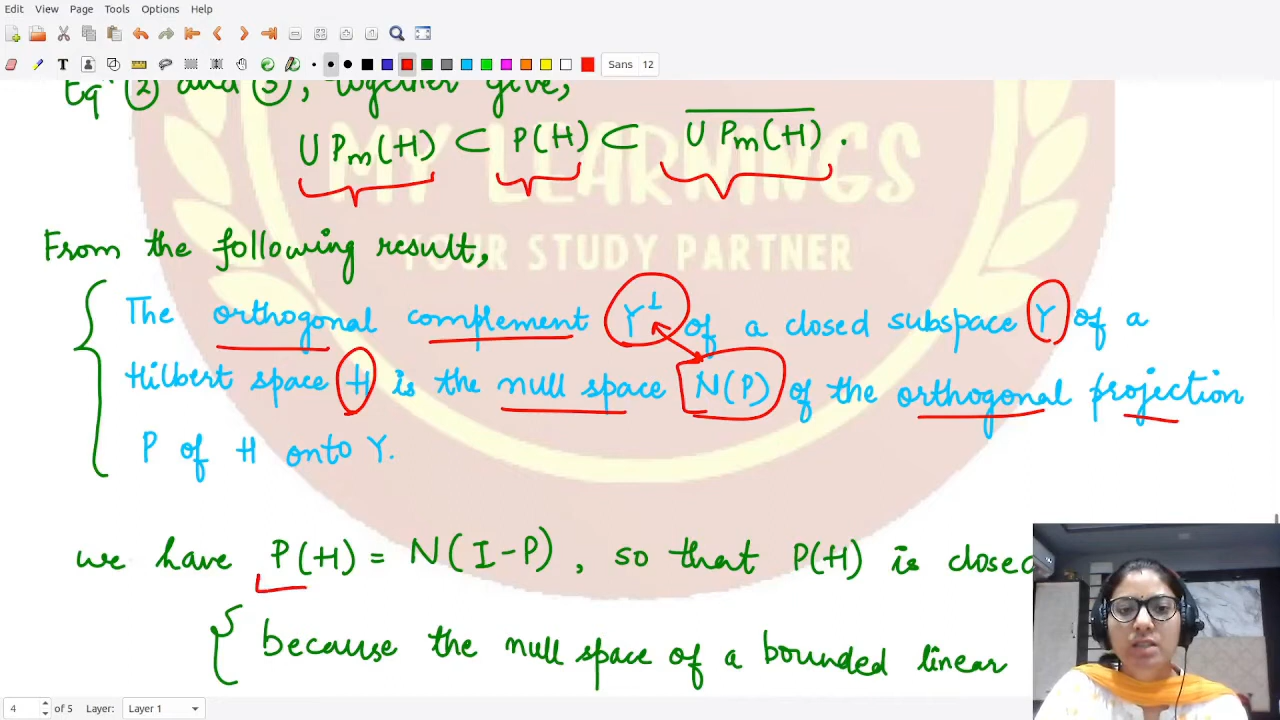 Edit View Page Tools Options Help
Sans 12
Eqⁿ (2) and (3), together give,
∪ Pm(H) ⊂ P(H) ⊂ \overline{∪ Pm(H)}.
MY LEARNINGS
From the following result,
YOUR STUDY PARTNER
The orthogonal complement Y⊥ of a closed subspace Y of a
Hilbert space H is the null space N(P) of the orthogonal projection
P of H onto Y.
we have P(H) = N(I-P), so that P(H) is closed
because the null space of a bounded linear
4 of 5 Layer: Layer 1